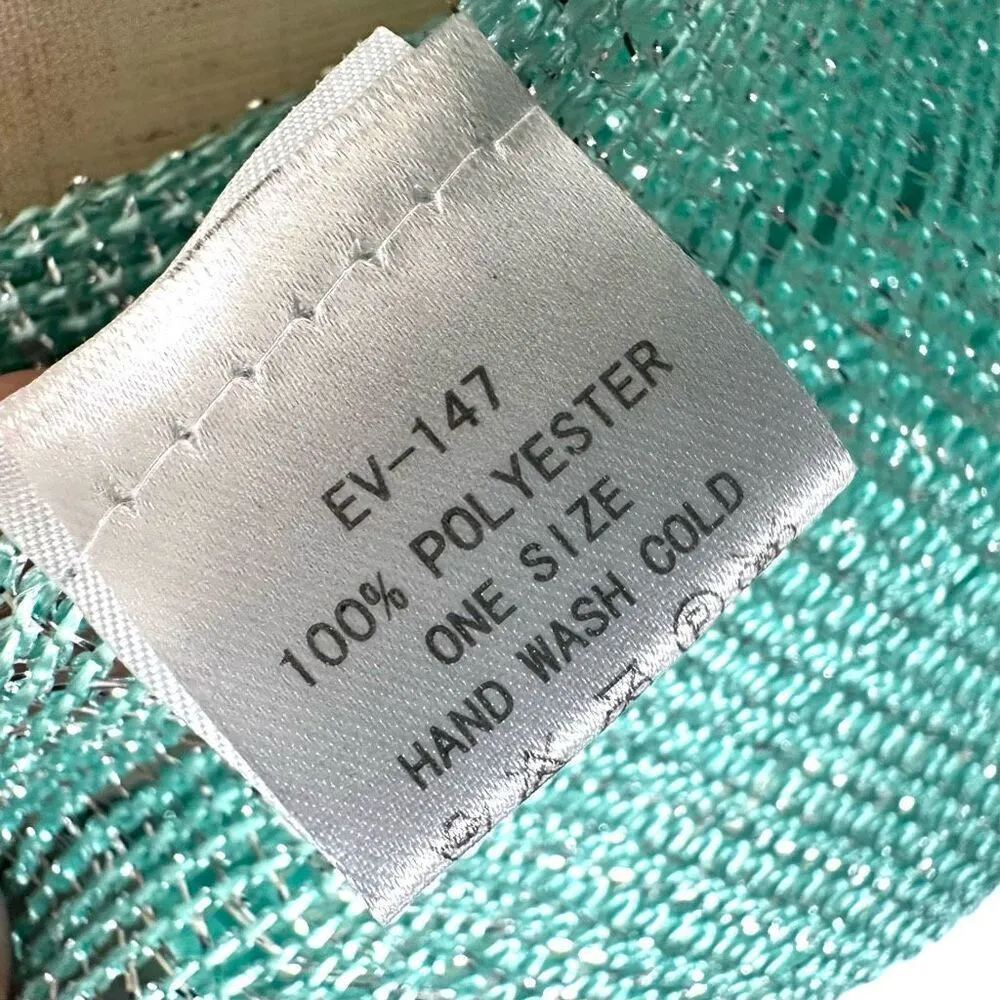 EV-147
100% POLYESTER
ONE SIZE
HAND WASH COLD